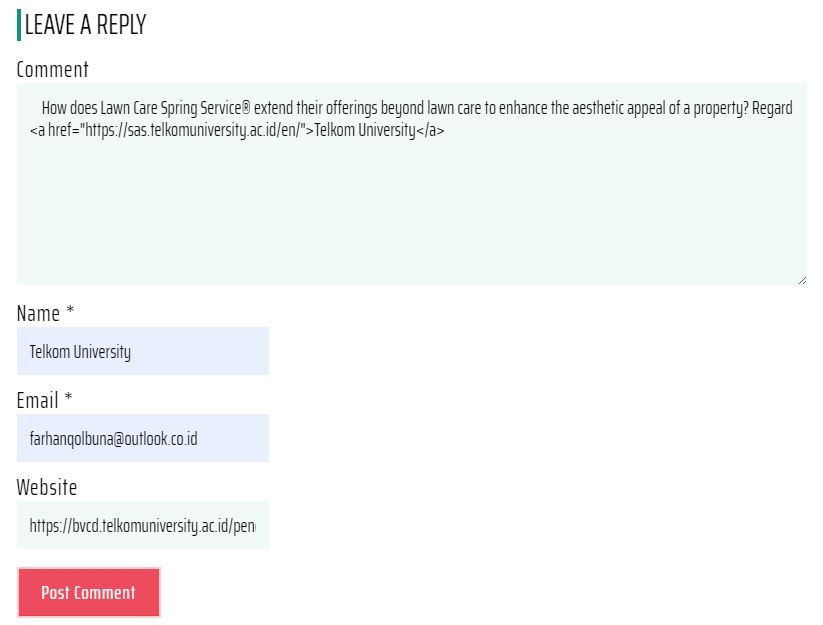 LEAVE A REPLY
Comment
How does Lawn Care Spring Service® extend their offerings beyond lawn care to enhance the aesthetic appeal of a property? Regard
<a href="https://sas.telkomuniversity.ac.id/en/">Telkom University</a>
Name *
Telkom University
Email *
farhanqolbuna@outlook.co.id
Website
https://bvcd.telkomuniversity.ac.id/pen
Post Comment